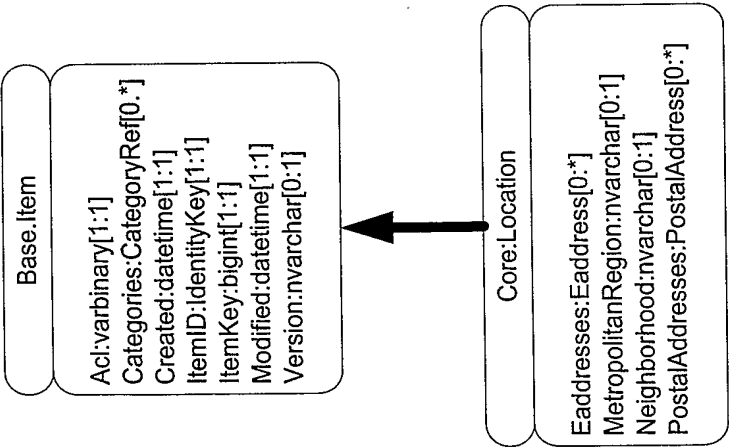 Base.Item
Acl:varbinary[1:1]
Categories:CategoryRef[0.*]
Created:datetime[1:1]
ItemID:IdentityKey[1:1]
ItemKey:bigint[1:1]
Modified:datetime[1:1]
Version:nvarchar[0:1]
Core:Location
Eaddresses:Eaddress[0:*]
MetropolitanRegion:nvarchar[0:1]
Neighborhood:nvarchar[0:1]
PostalAddresses:PostalAddress[0:*]